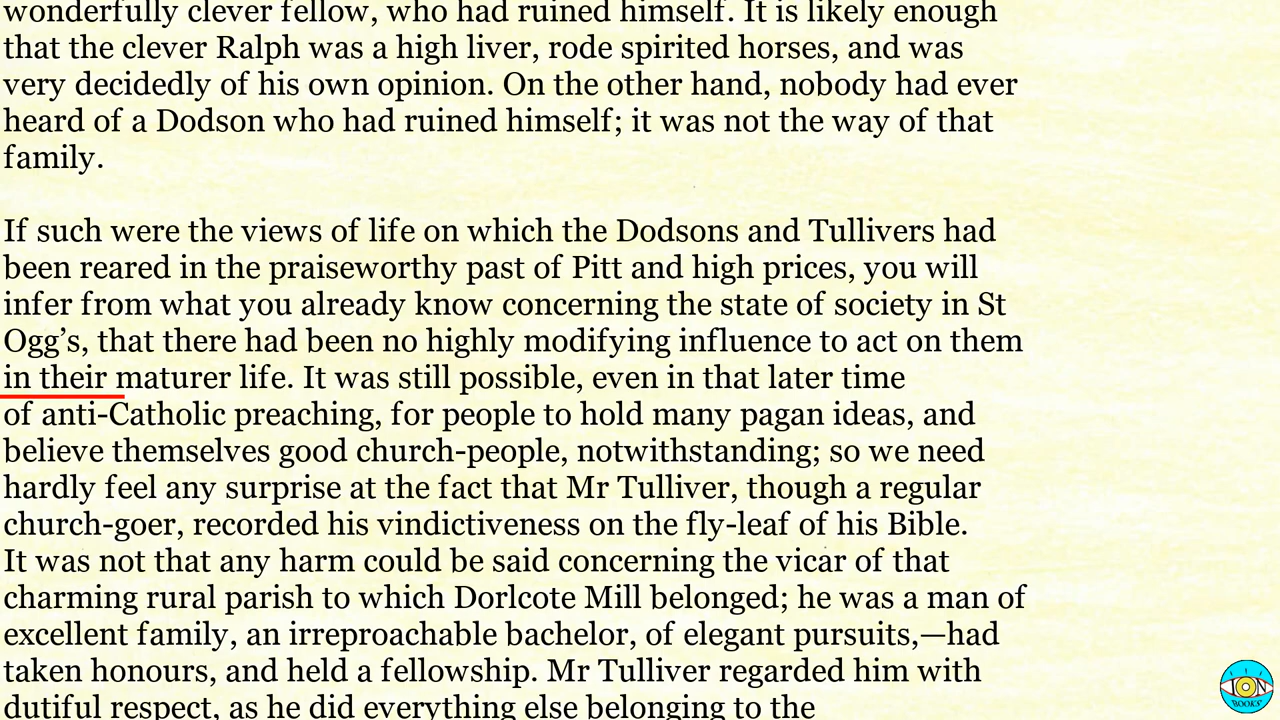 wonderfully clever fellow, who had ruined himself. It is likely enough
that the clever Ralph was a high liver, rode spirited horses, and was
very decidedly of his own opinion. On the other hand, nobody had ever
heard of a Dodson who had ruined himself; it was not the way of that
family.
If such were the views of life on which the Dodsons and Tullivers had
been reared in the praiseworthy past of Pitt and high prices, you will
infer from what you already know concerning the state of society in St
Ogg’s, that there had been no highly modifying influence to act on them
in their maturer life. It was still possible, even in that later time
of anti-Catholic preaching, for people to hold many pagan ideas, and
believe themselves good church-people, notwithstanding; so we need
hardly feel any surprise at the fact that Mr Tulliver, though a regular
church-goer, recorded his vindictiveness on the fly-leaf of his Bible.
It was not that any harm could be said concerning the vicar of that
charming rural parish to which Dorlcote Mill belonged; he was a man of
excellent family, an irreproachable bachelor, of elegant pursuits,—had
taken honours, and held a fellowship. Mr Tulliver regarded him with
dutiful respect, as he did everything else belonging to the
ION
BOOKS